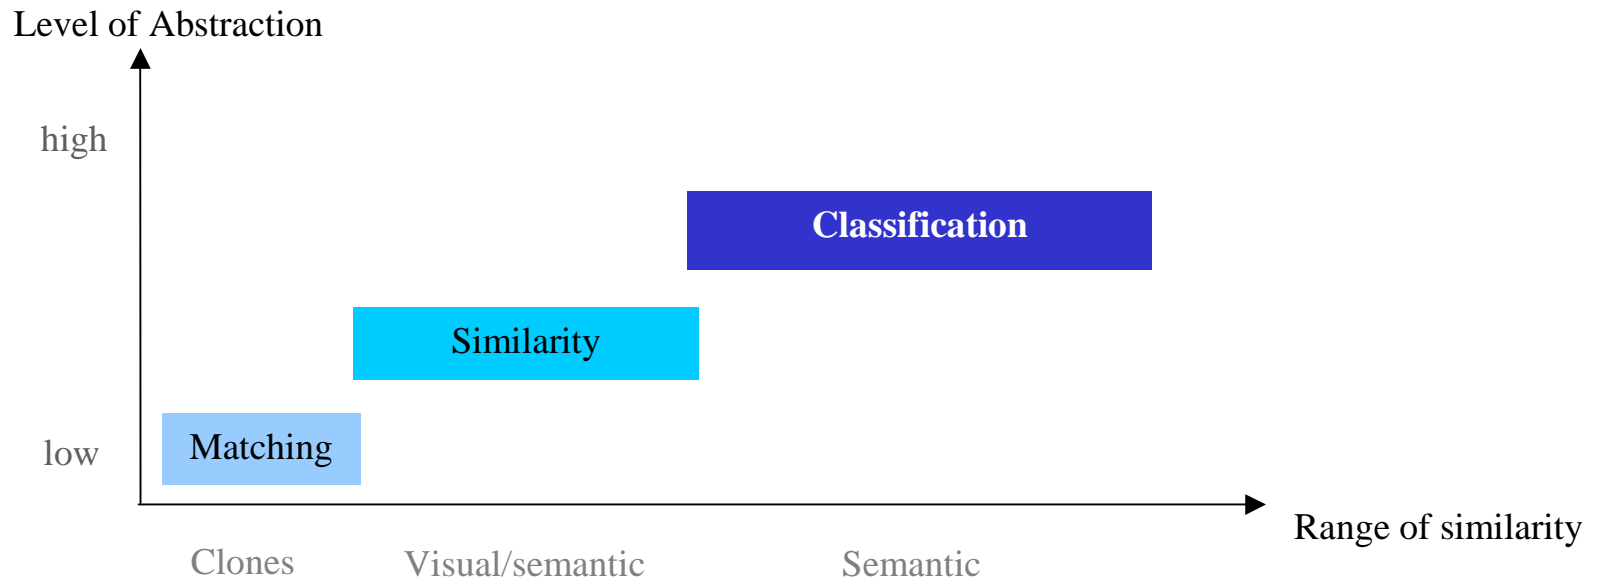 Level of Abstraction
high
Classification
Similarity
low
Matching
Range of similarity
Clones
Visual/semantic
Semantic